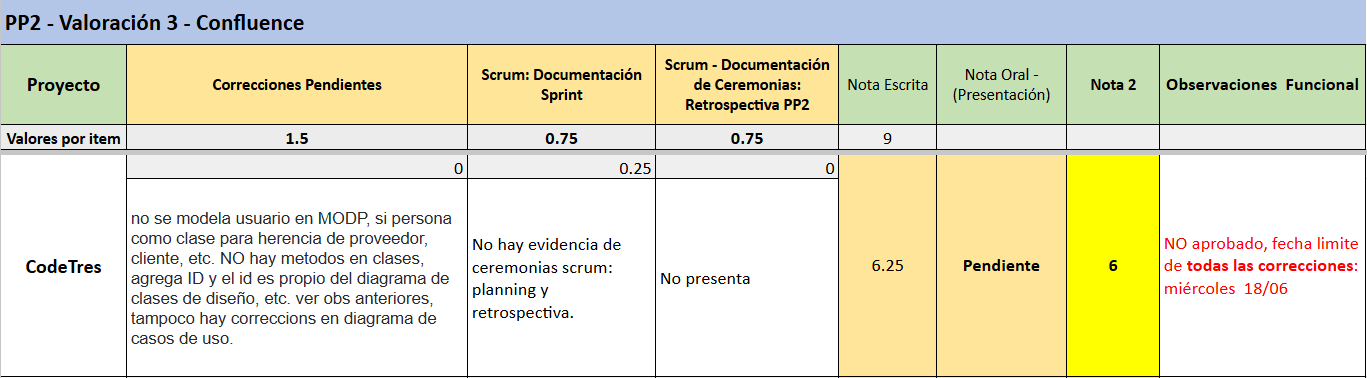 PP2 - Valoración 3 - Confluence
Proyecto
Correcciones Pendientes
Scrum: Documentación
Sprint
Scrum - Documentación
de Ceremonias:
Retrospectiva PP2
Nota Escrita
Nota Oral -
(Presentación)
Nota 2
Observaciones Funcional
Valores por item
1.5
0.75
0.75
9
0
0.25
0
CodeTres
no se modela usuario en MODP, si persona
como clase para herencia de proveedor,
cliente, etc. NO hay metodos en clases,
agrega ID y el id es propio del diagrama de
clases de diseño, etc. ver obs anteriores,
tampoco hay correccions en diagrama de
casos de uso.
No hay evidencia de
ceremonias scrum:
planning y
retrospectiva.
No presenta
6.25
Pendiente
6
NO aprobado, fecha limite
de todas las correcciones:
miércoles 18/06